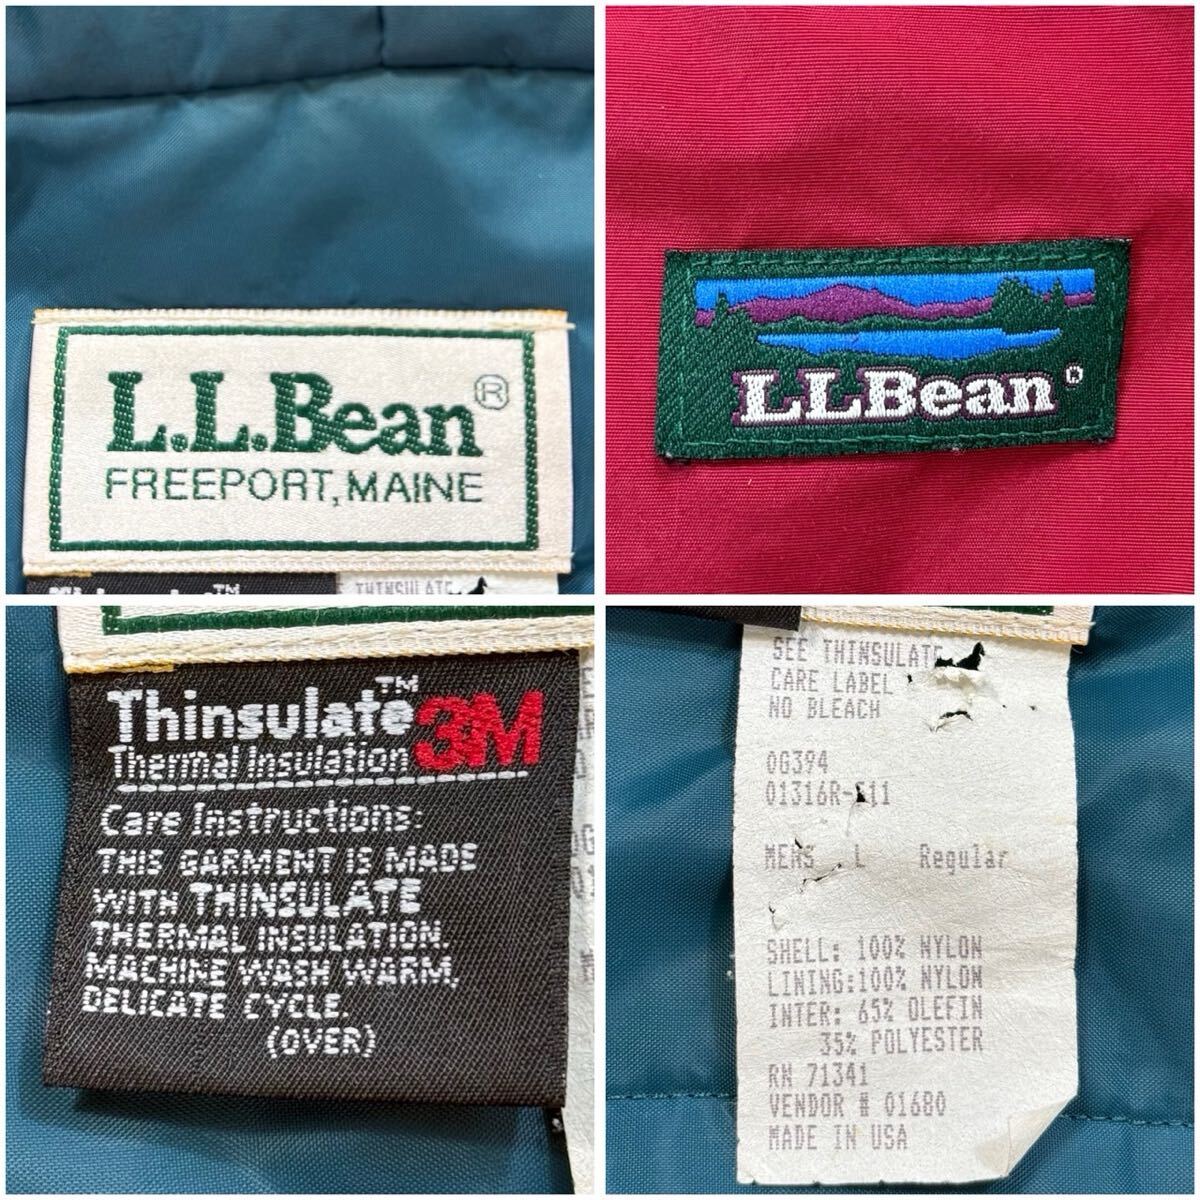 L.L.Bean®
FREEPORT, MAINE
THINSULATE
LLBean®
Thinsulate™ 3M
Thermal Insulation
Care Instructions:
THIS GARMENT IS MADE
WITH THINSULATE
THERMAL INSULATION.
MACHINE WASH WARM,
DELICATE CYCLE.
(OVER)
SEE THINSULATE
CARE LABEL
NO BLEACH
0G394
MENS L Regular
SHELL: 100% NYLON
LINING:100% NYLON
INTER: 65% OLEFIN
35% POLYESTER
RN 71341
VENDOR # 01680
MADE IN USA